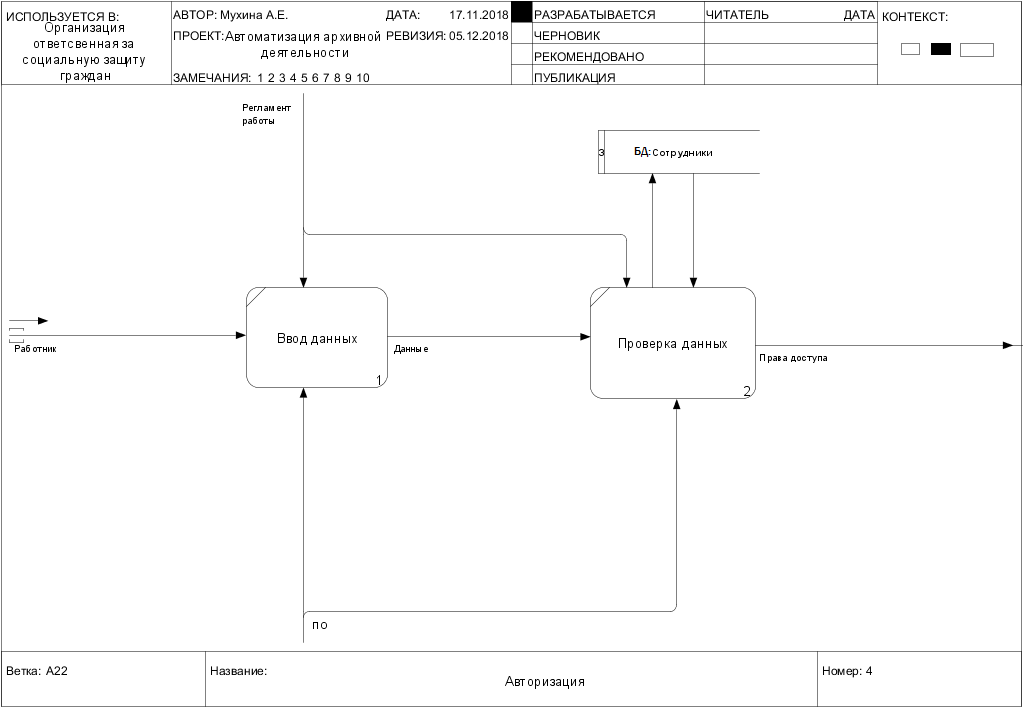 ИСПОЛЬЗУЕТСЯ В:
Организация
ответсвенная за
социальную защиту
граждан
АВТОР: Мухина А.Е.
ДАТА: 17.11.2018
ПРОЕКТ:Автоматизация архивной
деятельности
РЕВИЗИЯ: 05.12.2018
ЗАМЕЧАНИЯ: 1 2 3 4 5 6 7 8 9 10
РАЗРАБАТЫВАЕТСЯ
ЧЕРНОВИК
РЕКОМЕНДОВАНО
ПУБЛИКАЦИЯ
ЧИТАТЕЛЬ ДАТА
КОНТЕКСТ:
Регламент
работы
3 БД:Сотрудники
Ввод данных
1
Проверка данных
2
Работник
Данные
Права доступа
ПО
Ветка: A22
Название:
Авторизация
Номер: 4